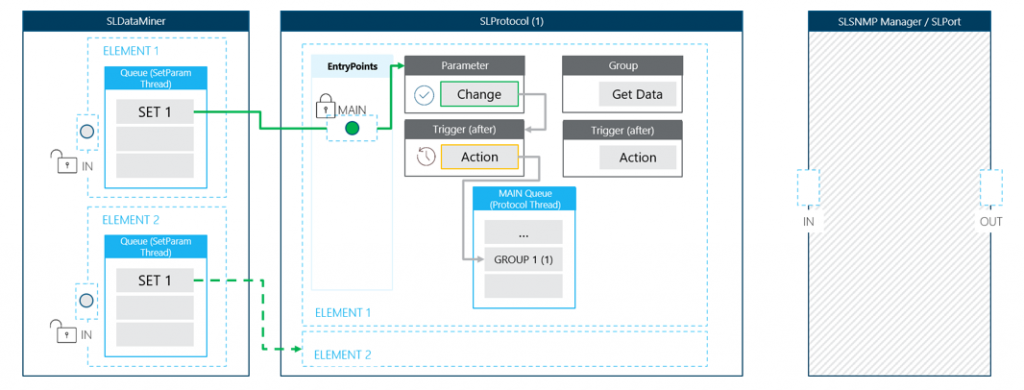 SLDataMiner
ELEMENT 1
Queue (SetParam
Thread)
SET 1
IN
ELEMENT 2
Queue (SetParam
Thread)
SET 1
IN
SLProtocol (1)
EntryPoints
MAIN
Parameter
Change
Trigger (after)
Action
Group
Get Data
Trigger (after)
Action
MAIN Queue
(Protocol Thread)
...
GROUP 1 (1)
ELEMENT 1
ELEMENT 2
SLSNMP Manager / SLPort
IN
OUT